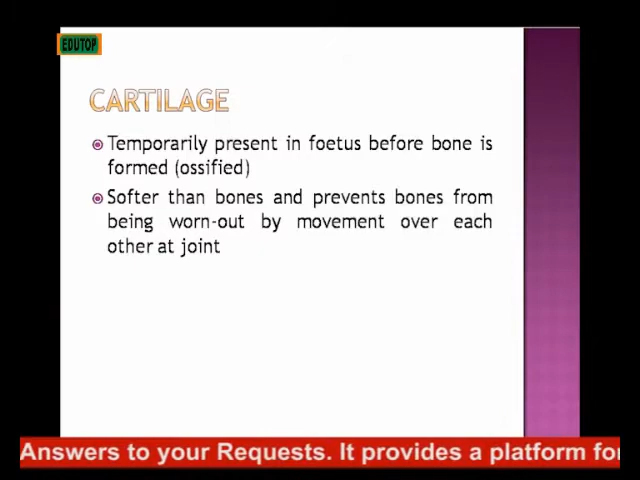 EDUTOP
CARTILAGE
Temporarily present in foetus before bone is
formed (ossified)
Softer than bones and prevents bones from
being worn-out by movement over each
other at joint
Answers to your Requests. It provides a platform for